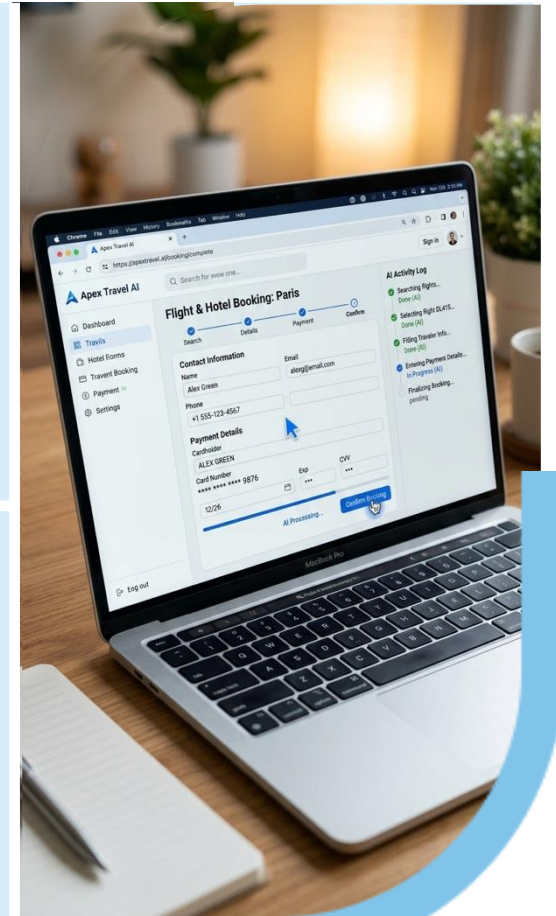 Chrome File Edit View History Bookmarks Tab Window Help
Apex Travel AI
https://apextravel.ai/booking/complete
Apex Travel AI
Search for wow one...
Sign in
Dashboard
Travils
Hotel Forms
Travent Booking
Payment AI
Settings
Log out
Flight & Hotel Booking: Paris
Search Details Payment Confirm
Contact Information
Name
Alex Green
Email
alexg@email.com
Phone
+1 555-123-4567
Payment Details
Cardholder
ALEX GREEN
Card Number
**** **** **** 9876
Exp
***
CVV
***
12/26
AI Processing...
Confirm Booking
AI Activity Log
Searching flights...
Done (AI)
Selecting flight DL415...
Done (AI)
Filling Traveler Info...
Done (AI)
Entering Payment Details...
In Progress (AI)
Finalizing Booking...
pending
MacBook Pro